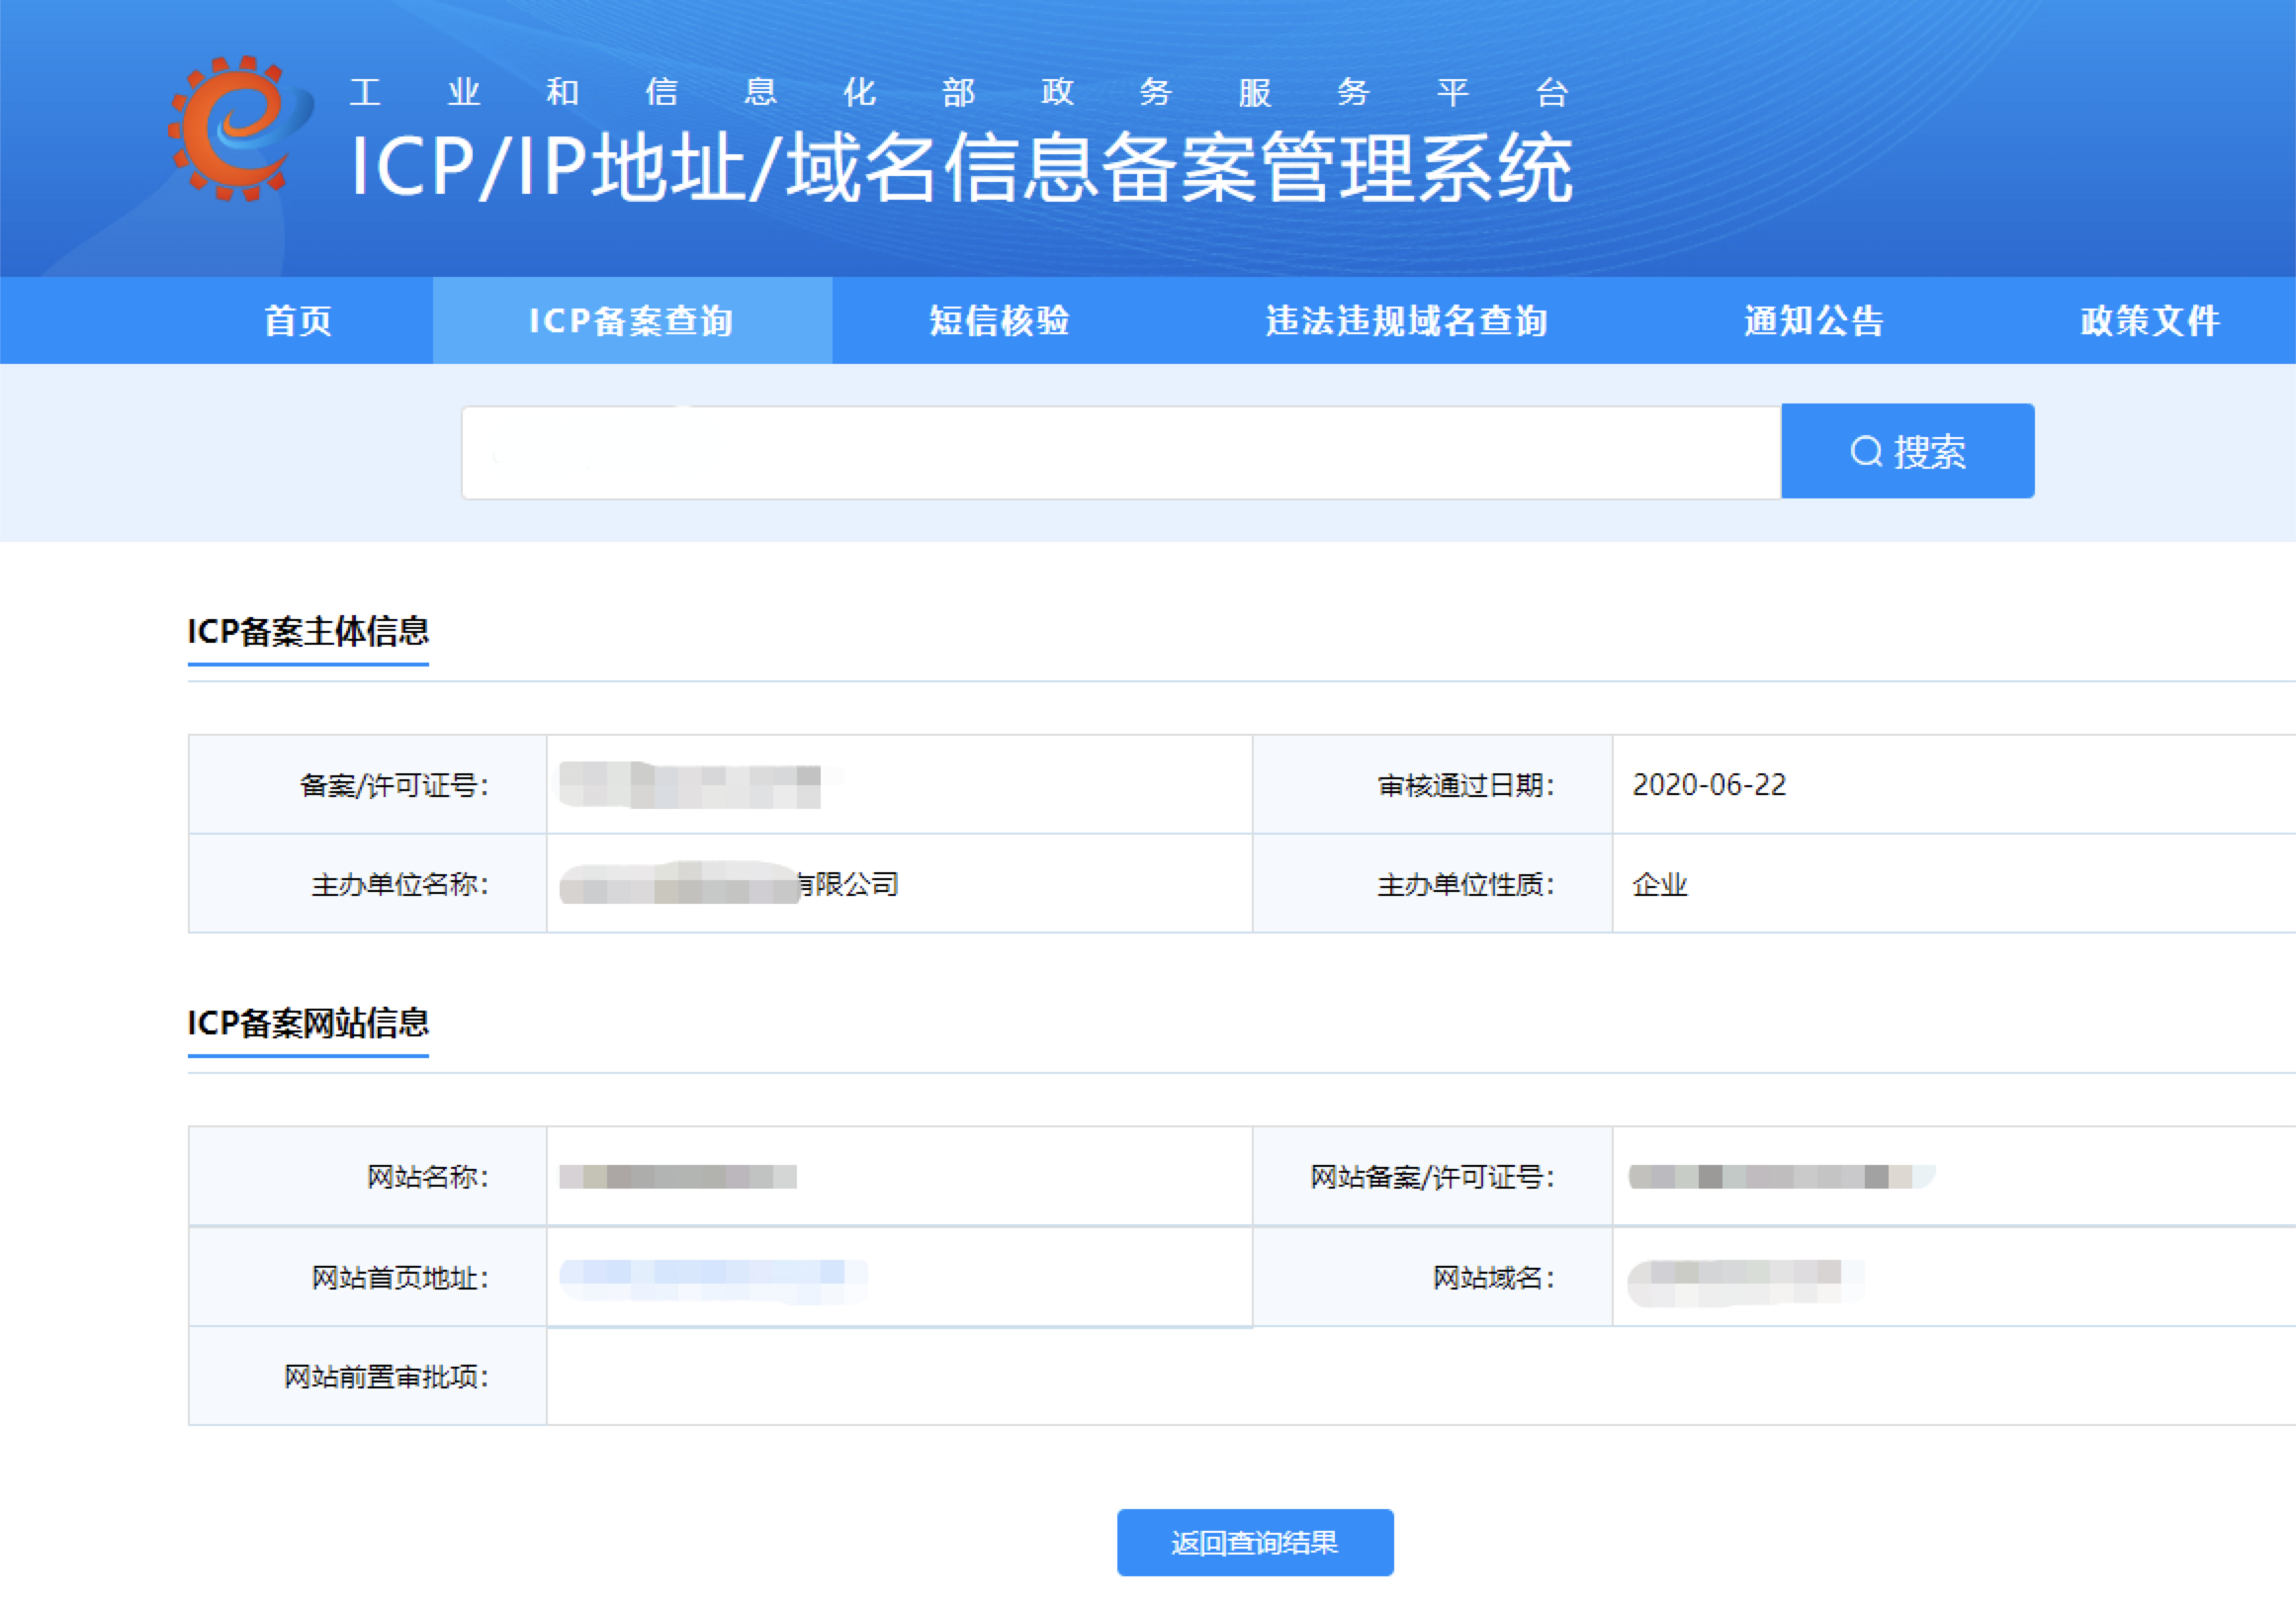 工业和信息化部政务服务平台
ICP/IP地址/域名信息备案管理系统
首页 ICP备案查询 短信核验 违法违规域名查询 通知公告 政策文件
搜索
ICP备案主体信息
备案/许可证号： 审核通过日期： 2020-06-22
主办单位名称： 有限公司 主办单位性质： 企业
ICP备案网站信息
网站名称： 网站备案/许可证号：
网站首页地址： 网站域名：
网站前置审批项：
返回查询结果